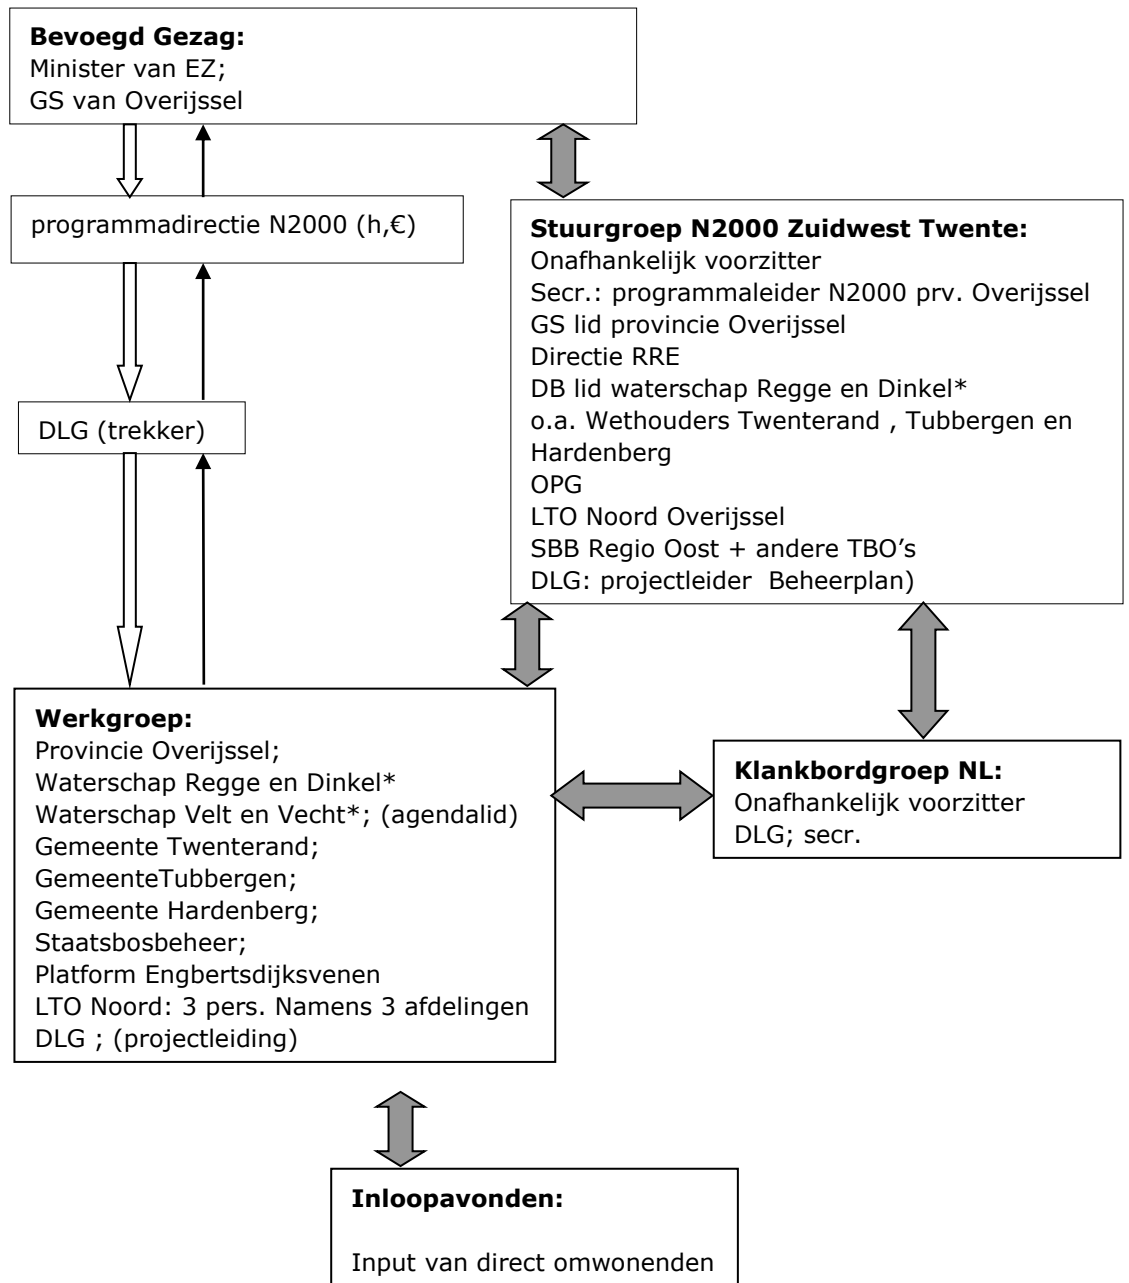 Bevoegd Gezag:
Minister van EZ;
GS van Overijssel
programmadirectie N2000 (h,€)
DLG (trekker)
Stuurgroep N2000 Zuidwest Twente:
Onafhankelijk voorzitter
Secr.: programmaleider N2000 prv. Overijssel
GS lid provincie Overijssel
Directie RRE
DB lid waterschap Regge en Dinkel*
o.a. Wethouders Twenterand , Tubbergen en
Hardenberg
OPG
LTO Noord Overijssel
SBB Regio Oost + andere TBO's
DLG: projectleider  Beheerplan)
Werkgroep:
Provincie Overijssel;
Waterschap Regge en Dinkel*
Waterschap Velt en Vecht*; (agendalid)
Gemeente Twenterand;
GemeenteTubbergen;
Gemeente Hardenberg;
Staatsbosbeheer;
Platform Engbertsdijksvenen
LTO Noord: 3 pers. Namens 3 afdelingen
DLG ; (projectleiding)
Klankbordgroep NL:
Onafhankelijk voorzitter
DLG; secr.
Inloopavonden:
Input van direct omwonenden